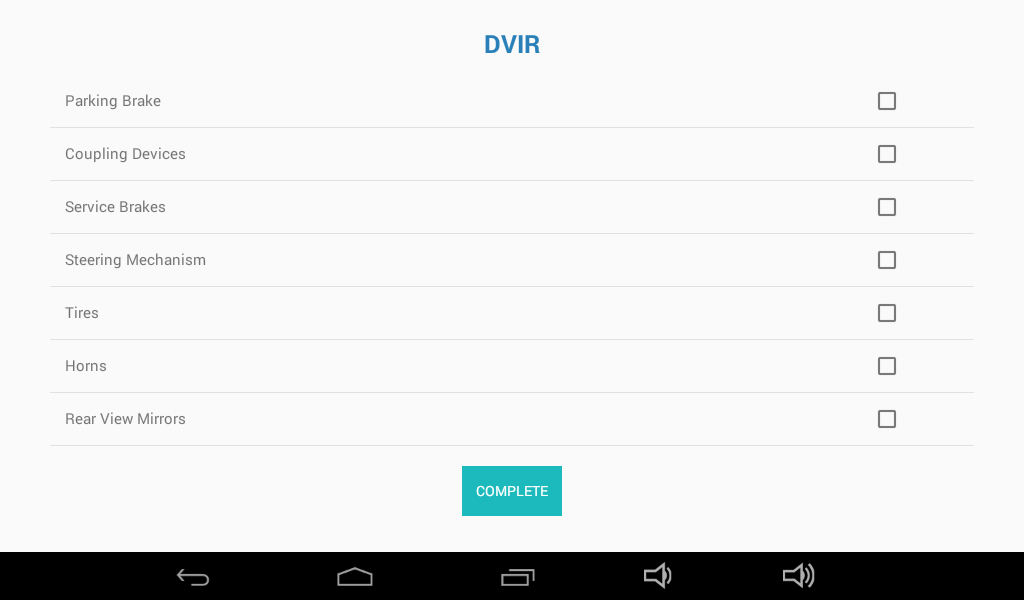 DVIR
Parking Brake
Coupling Devices
Service Brakes
Steering Mechanism
Tires
Horns
Rear View Mirrors
COMPLETE